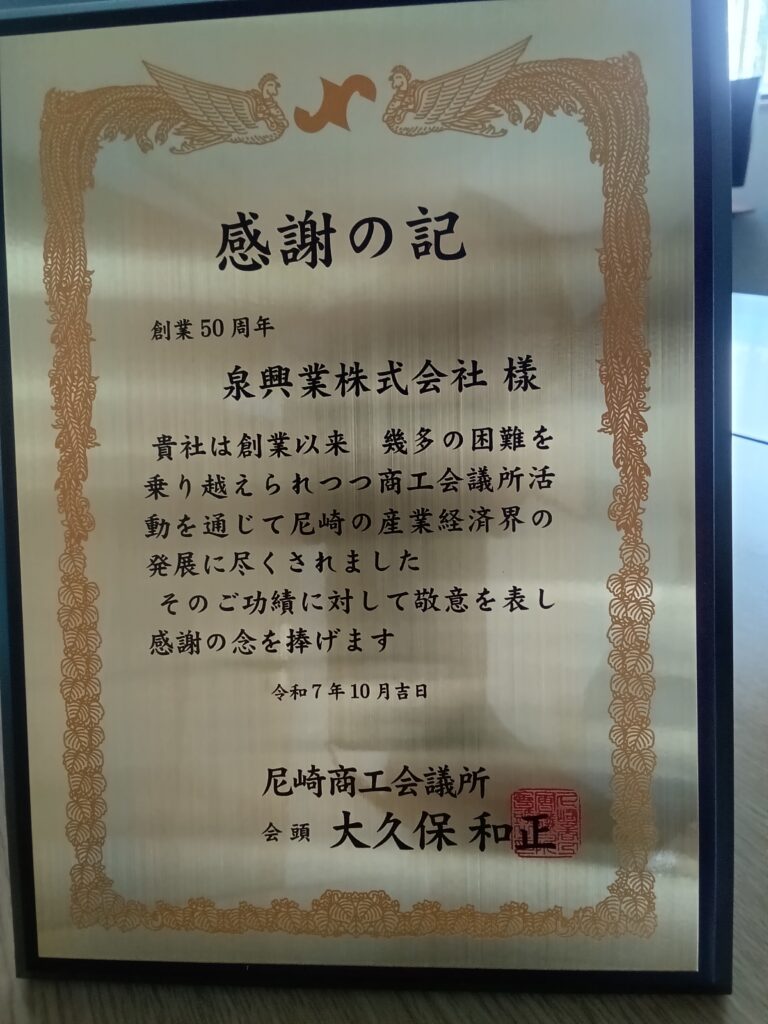 感謝の記
創業50周年
泉興業株式会社 様
貴社は創業以来　幾多の困難を
乗り越えられつつ商工会議所活
動を通じて尼崎の産業経済界の
発展に尽くされました
そのご功績に対して敬意を表し
感謝の念を捧げます
令和7年10月吉日
尼崎商工会議所
会頭 大久保 和正